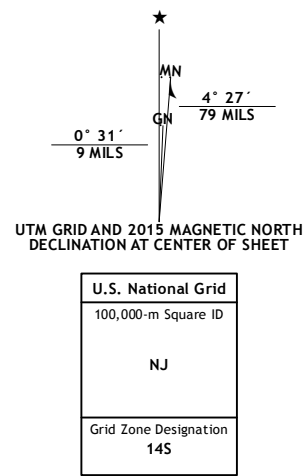 ★
MN
4° 27´
79 MILS
GN
0° 31´
9 MILS
UTM GRID AND 2015 MAGNETIC NORTH
DECLINATION AT CENTER OF SHEET
U.S. National Grid
100,000-m Square ID
NJ
Grid Zone Designation
14S